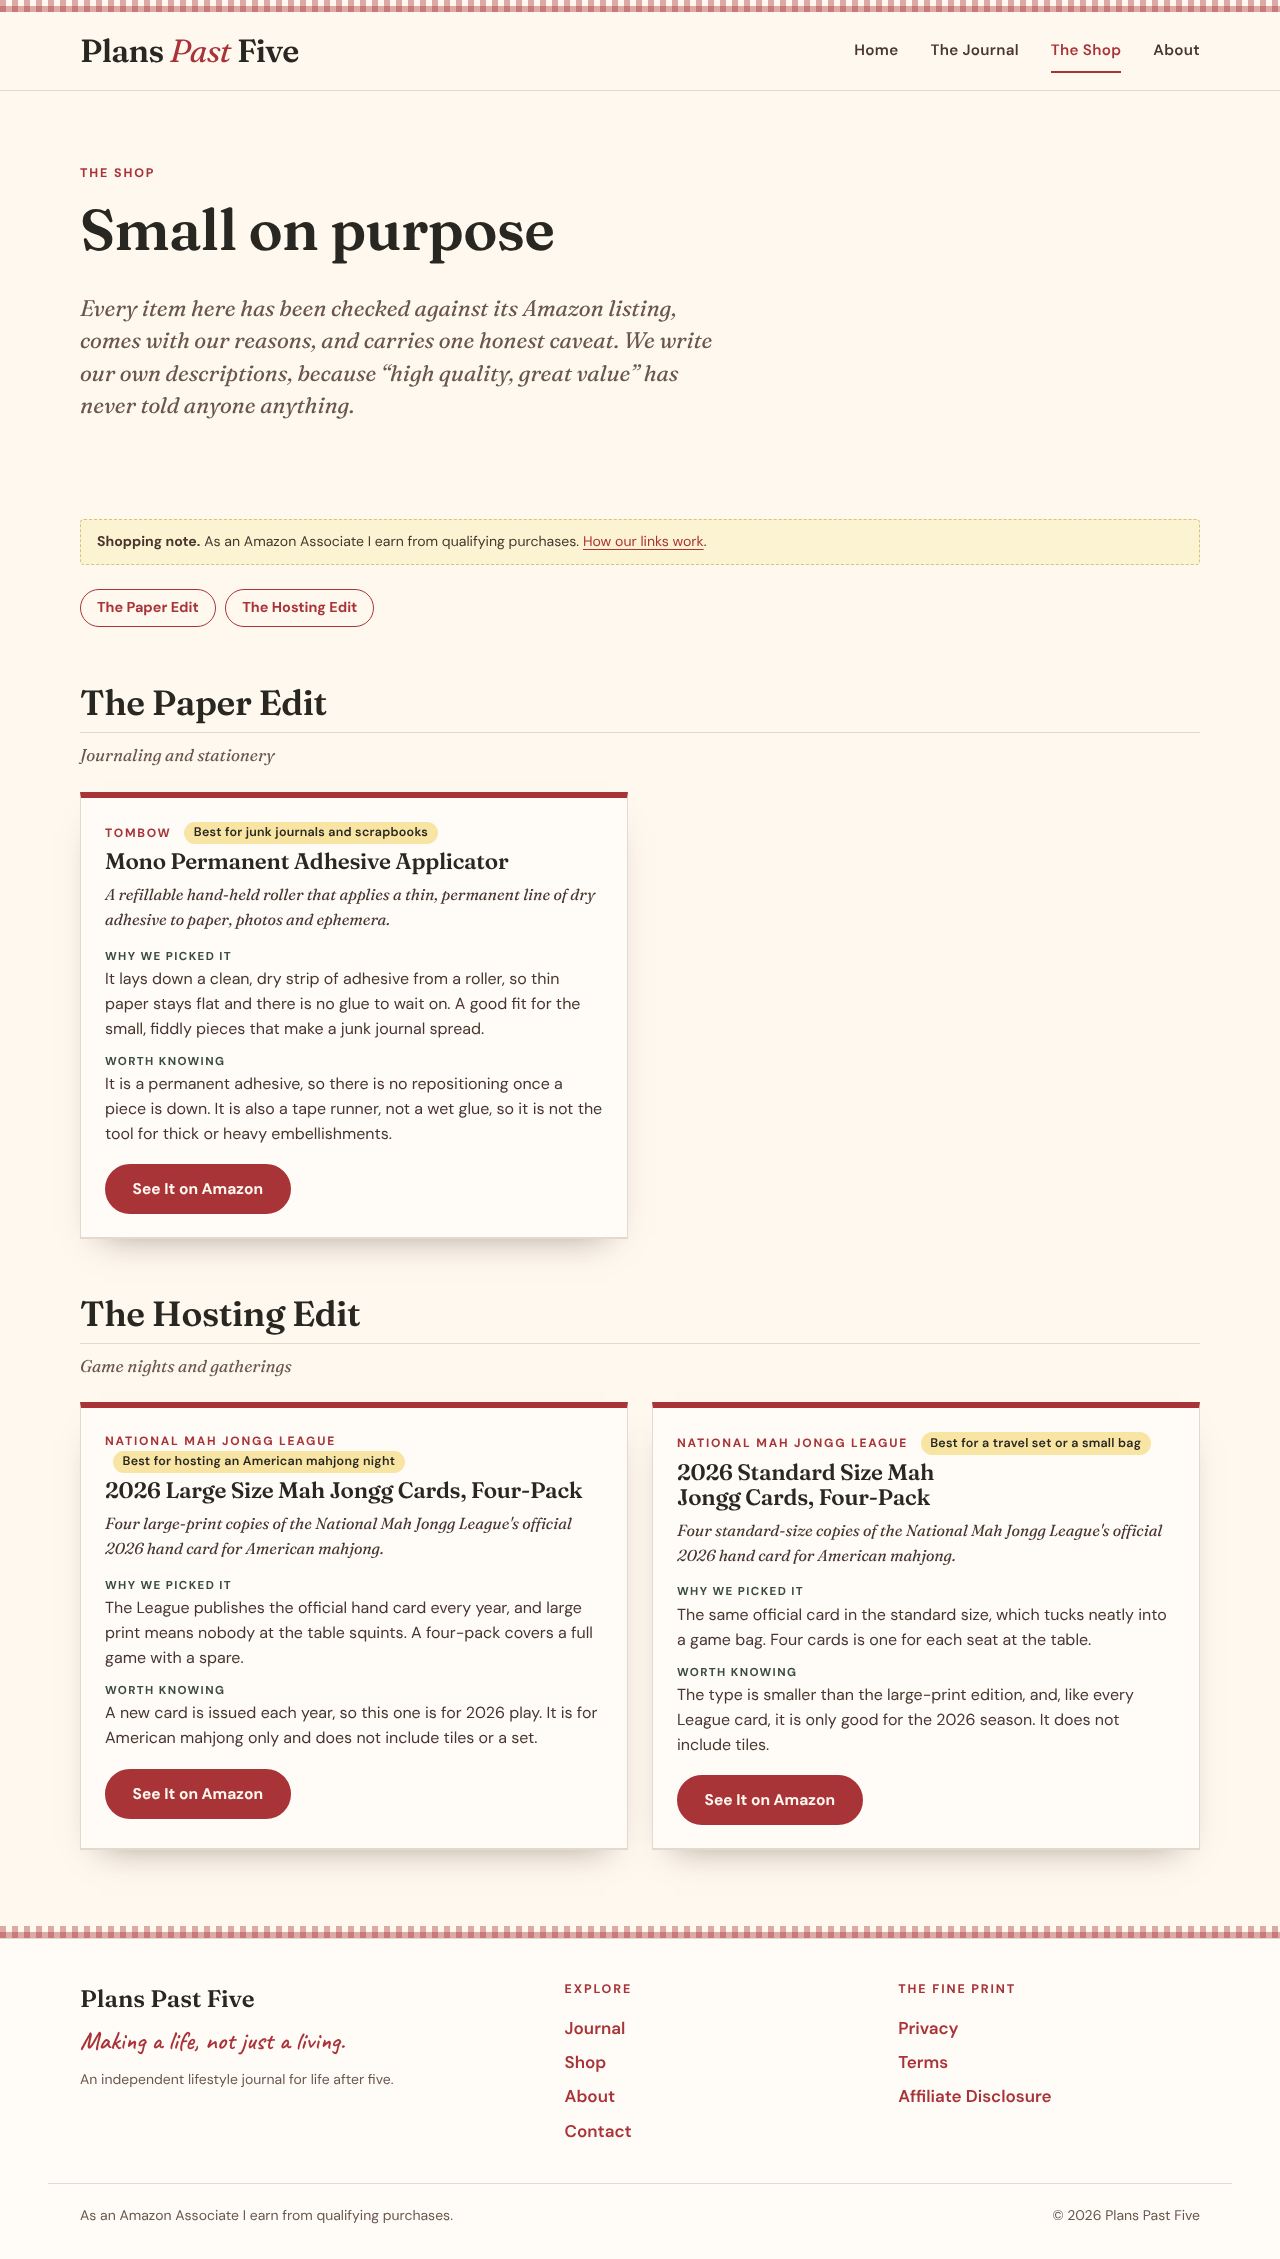 Plans Past Five
Home
The Journal
The Shop
About
THE SHOP
Small on purpose
Every item here has been checked against its Amazon listing,
comes with our reasons, and carries one honest caveat. We write
our own descriptions, because “high quality, great value” has
never told anyone anything.
Shopping note. As an Amazon Associate I earn from qualifying purchases. How our links work.
The Paper Edit
The Hosting Edit
The Paper Edit
Journaling and stationery
TOMBOW
Best for junk journals and scrapbooks
Mono Permanent Adhesive Applicator
A refillable hand-held roller that applies a thin, permanent line of dry
adhesive to paper, photos and ephemera.
WHY WE PICKED IT
It lays down a clean, dry strip of adhesive from a roller, so thin
paper stays flat and there is no glue to wait on. A good fit for the
small, fiddly pieces that make a junk journal spread.
WORTH KNOWING
It is a permanent adhesive, so there is no repositioning once a
piece is down. It is also a tape runner, not a wet glue, so it is not the
tool for thick or heavy embellishments.
See It on Amazon
The Hosting Edit
Game nights and gatherings
NATIONAL MAH JONGG LEAGUE
Best for hosting an American mahjong night
2026 Large Size Mah Jongg Cards, Four-Pack
Four large-print copies of the National Mah Jongg League's official
2026 hand card for American mahjong.
WHY WE PICKED IT
The League publishes the official hand card every year, and large
print means nobody at the table squints. A four-pack covers a full
game with a spare.
WORTH KNOWING
A new card is issued each year, so this one is for 2026 play. It is for
American mahjong only and does not include tiles or a set.
See It on Amazon
NATIONAL MAH JONGG LEAGUE
Best for a travel set or a small bag
2026 Standard Size Mah
Jongg Cards, Four-Pack
Four standard-size copies of the National Mah Jongg League's official
2026 hand card for American mahjong.
WHY WE PICKED IT
The same official card in the standard size, which tucks neatly into
a game bag. Four cards is one for each seat at the table.
WORTH KNOWING
The type is smaller than the large-print edition, and, like every
League card, it is only good for the 2026 season. It does not
include tiles.
See It on Amazon
Plans Past Five
Making a life, not just a living.
An independent lifestyle journal for life after five.
EXPLORE
Journal
Shop
About
Contact
THE FINE PRINT
Privacy
Terms
Affiliate Disclosure
As an Amazon Associate I earn from qualifying purchases.
© 2026 Plans Past Five